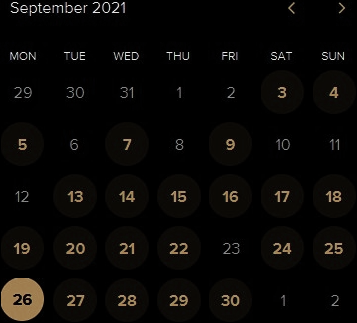 September 2021
MON TUE WED THU FRI SAT SUN
29 30 31 1 2 3 4
5 6 7 8 9 10 11
12 13 14 15 16 17 18
19 20 21 22 23 24 25
26 27 28 29 30 1 2